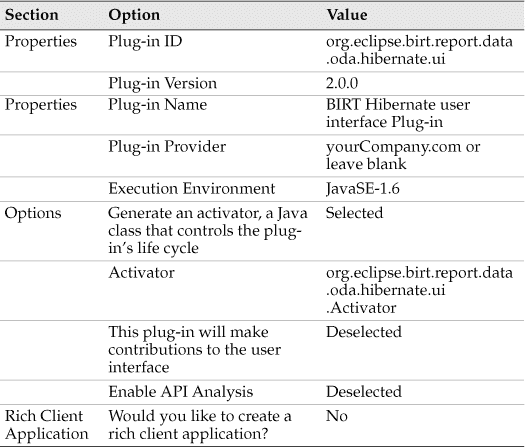 Section Option Value
Properties Plug-in ID org.eclipse.birt.report.data
.oda.hibernate.ui
Plug-in Version 2.0.0
Properties Plug-in Name BIRT Hibernate user
interface Plug-in
Plug-in Provider yourCompany.com or
leave blank
Execution Environment JavaSE-1.6
Options Generate an activator, a Java Selected
class that controls the plug-
in's life cycle
Activator org.eclipse.birt.report.data
.oda.hibernate.ui
.Activator
This plug-in will make Deselected
contributions to the user
interface
Enable API Analysis Deselected
Rich Client Would you like to create a No
Application rich client application?